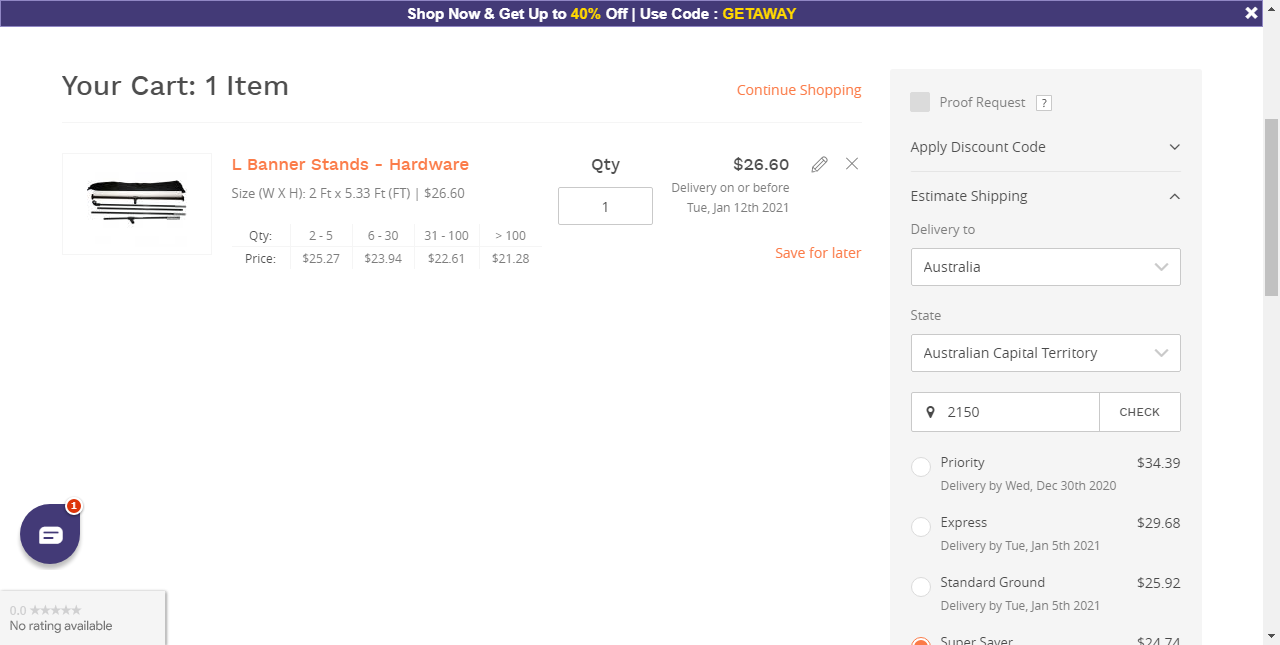 Shop Now & Get Up to 40% Off | Use Code : GETAWAY
Your Cart: 1 Item
Continue Shopping
L Banner Stands - Hardware
Size (W X H): 2 Ft x 5.33 Ft (FT) | $26.60
Qty: 2 - 5 6 - 30 31 - 100 > 100
Price: $25.27 $23.94 $22.61 $21.28
Qty
1
$26.60
Delivery on or before
Tue, Jan 12th 2021
Save for later
Proof Request ?
Apply Discount Code
Estimate Shipping
Delivery to
Australia
State
Australian Capital Territory
2150 CHECK
Priority $34.39
Delivery by Wed, Dec 30th 2020
Express $29.68
Delivery by Tue, Jan 5th 2021
Standard Ground $25.92
Delivery by Tue, Jan 5th 2021
Super Saver $24.74
1
0.0 ★★★★★
No rating available